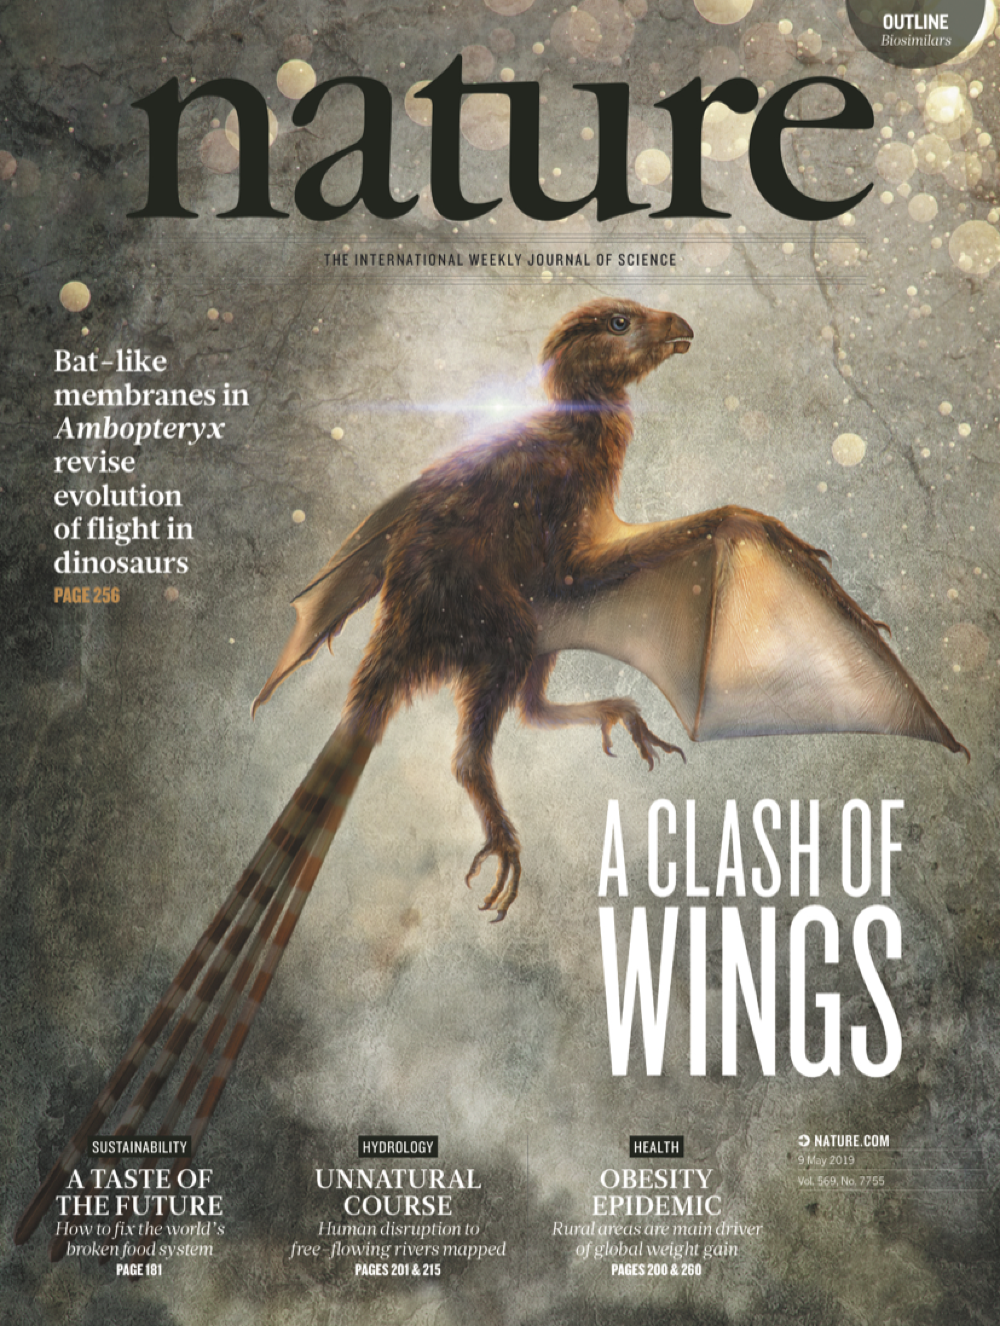 OUTLINE
Biosimilars
nature
THE INTERNATIONAL WEEKLY JOURNAL OF SCIENCE
Bat-like
membranes in
Ambopteryx
revise
evolution
of flight in
dinosaurs
PAGE 256
A CLASH OF
WINGS
SUSTAINABILITY
A TASTE OF
THE FUTURE
How to fix the world's
broken food system
PAGE 181
HYDROLOGY
UNNATURAL
COURSE
Human disruption to
free-flowing rivers mapped
PAGES 201 & 215
HEALTH
OBESITY
EPIDEMIC
Rural areas are main driver
of global weight gain
PAGES 200 & 260
NATURE.COM
9 May 2019
Vol. 569, No. 7755